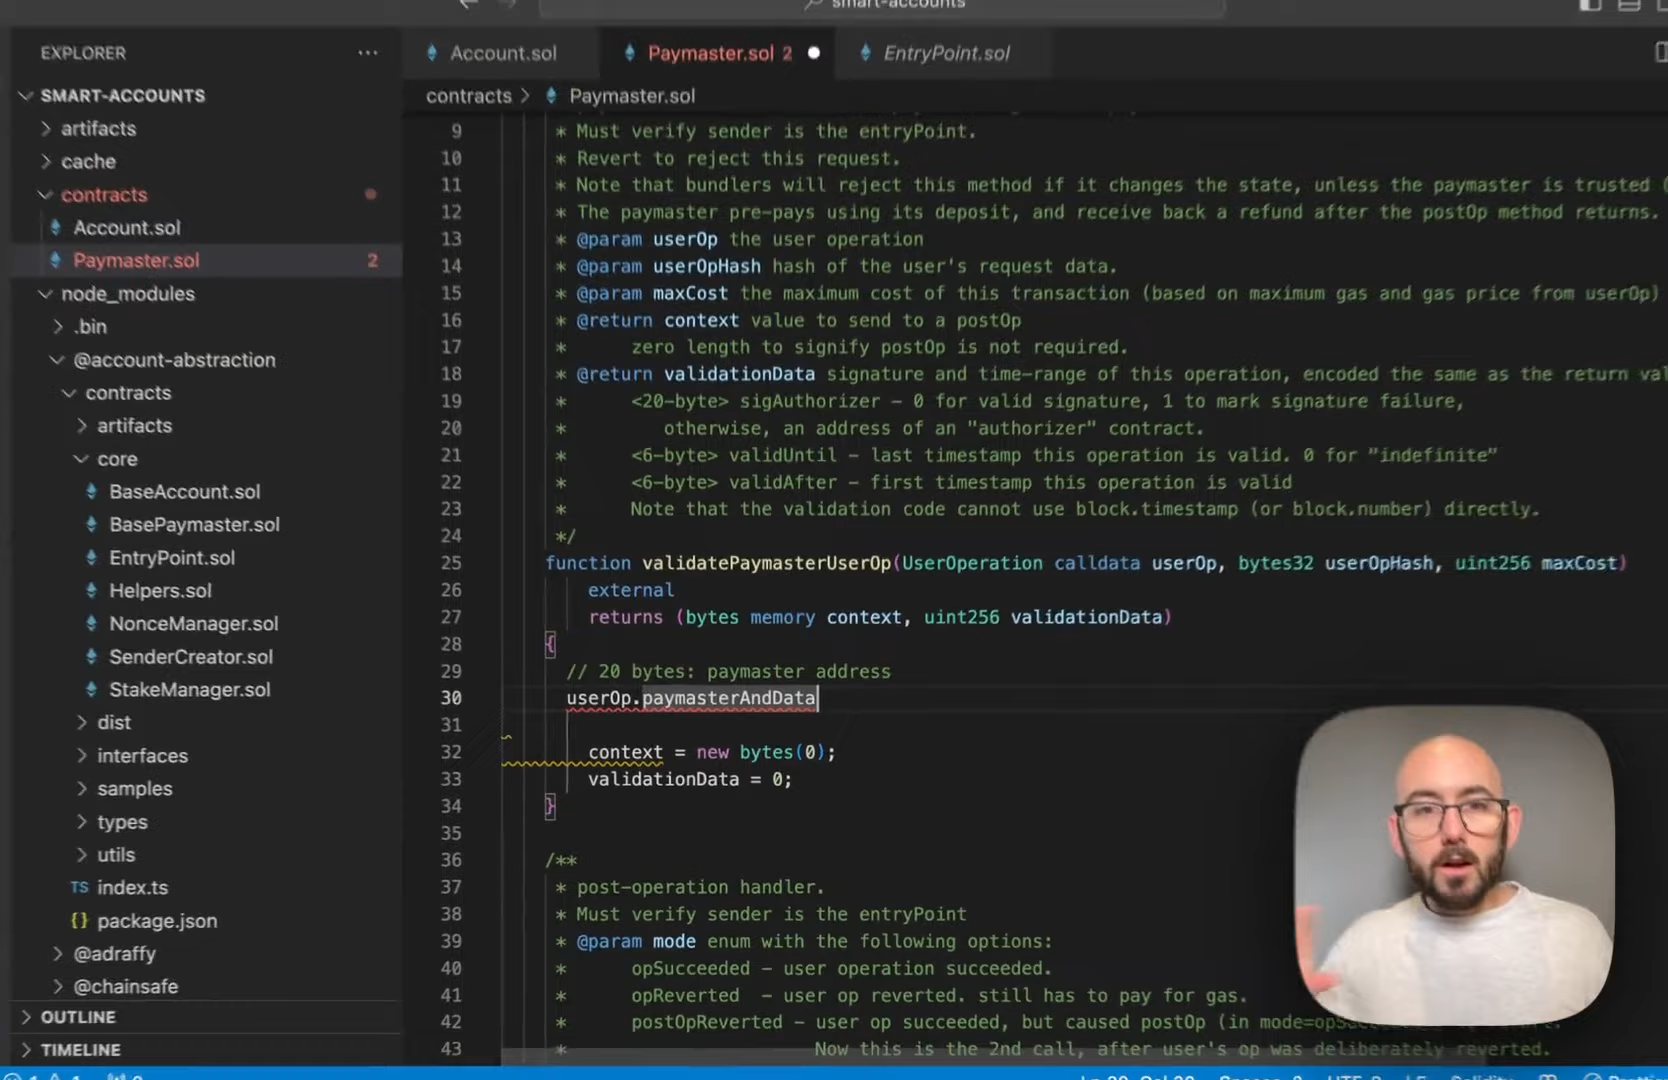 smart-accounts
EXPLORER ...
Account.sol
Paymaster.sol 2
EntryPoint.sol
SMART-ACCOUNTS
artifacts
cache
contracts
Account.sol
Paymaster.sol 2
node_modules
.bin
@account-abstraction
contracts
artifacts
core
BaseAccount.sol
BasePaymaster.sol
EntryPoint.sol
Helpers.sol
NonceManager.sol
SenderCreator.sol
StakeManager.sol
dist
interfaces
samples
types
utils
TS index.ts
{} package.json
@adraffy
@chainsafe
OUTLINE
TIMELINE
contracts > Paymaster.sol
9 * Must verify sender is the entryPoint.
10 * Revert to reject this request.
11 * Note that bundlers will reject this method if it changes the state, unless the paymaster is trusted (
12 * The paymaster pre-pays using its deposit, and receive back a refund after the postOp method returns.
13 * @param userOp the user operation
14 * @param userOpHash hash of the user's request data.
15 * @param maxCost the maximum cost of this transaction (based on maximum gas and gas price from userOp)
16 * @return context value to send to a postOp
17 * zero length to signify postOp is not required.
18 * @return validationData signature and time-range of this operation, encoded the same as the return val
19 * <20-byte> sigAuthorizer – 0 for valid signature, 1 to mark signature failure,
20 * otherwise, an address of an "authorizer" contract.
21 * <6-byte> validUntil – last timestamp this operation is valid. 0 for "indefinite"
22 * <6-byte> validAfter – first timestamp this operation is valid
23 * Note that the validation code cannot use block.timestamp (or block.number) directly.
24 */
25 function validatePaymasterUserOp(UserOperation calldata userOp, bytes32 userOpHash, uint256 maxCost)
26 external
27 returns (bytes memory context, uint256 validationData)
28 {
29 // 20 bytes: paymaster address
30 userOp.paymasterAndData
31
32 context = new bytes(0);
33 validationData = 0;
34 }
35
36 /**
37 * post-operation handler.
38 * Must verify sender is the entryPoint
39 * @param mode enum with the following options:
40 * opSucceeded – user operation succeeded.
41 * opReverted – user op reverted. still has to pay for gas.
42 * postOpReverted – user op succeeded, but caused postOp (in
43 * Now this is the 2nd call, after user's op was deliberately reverted.